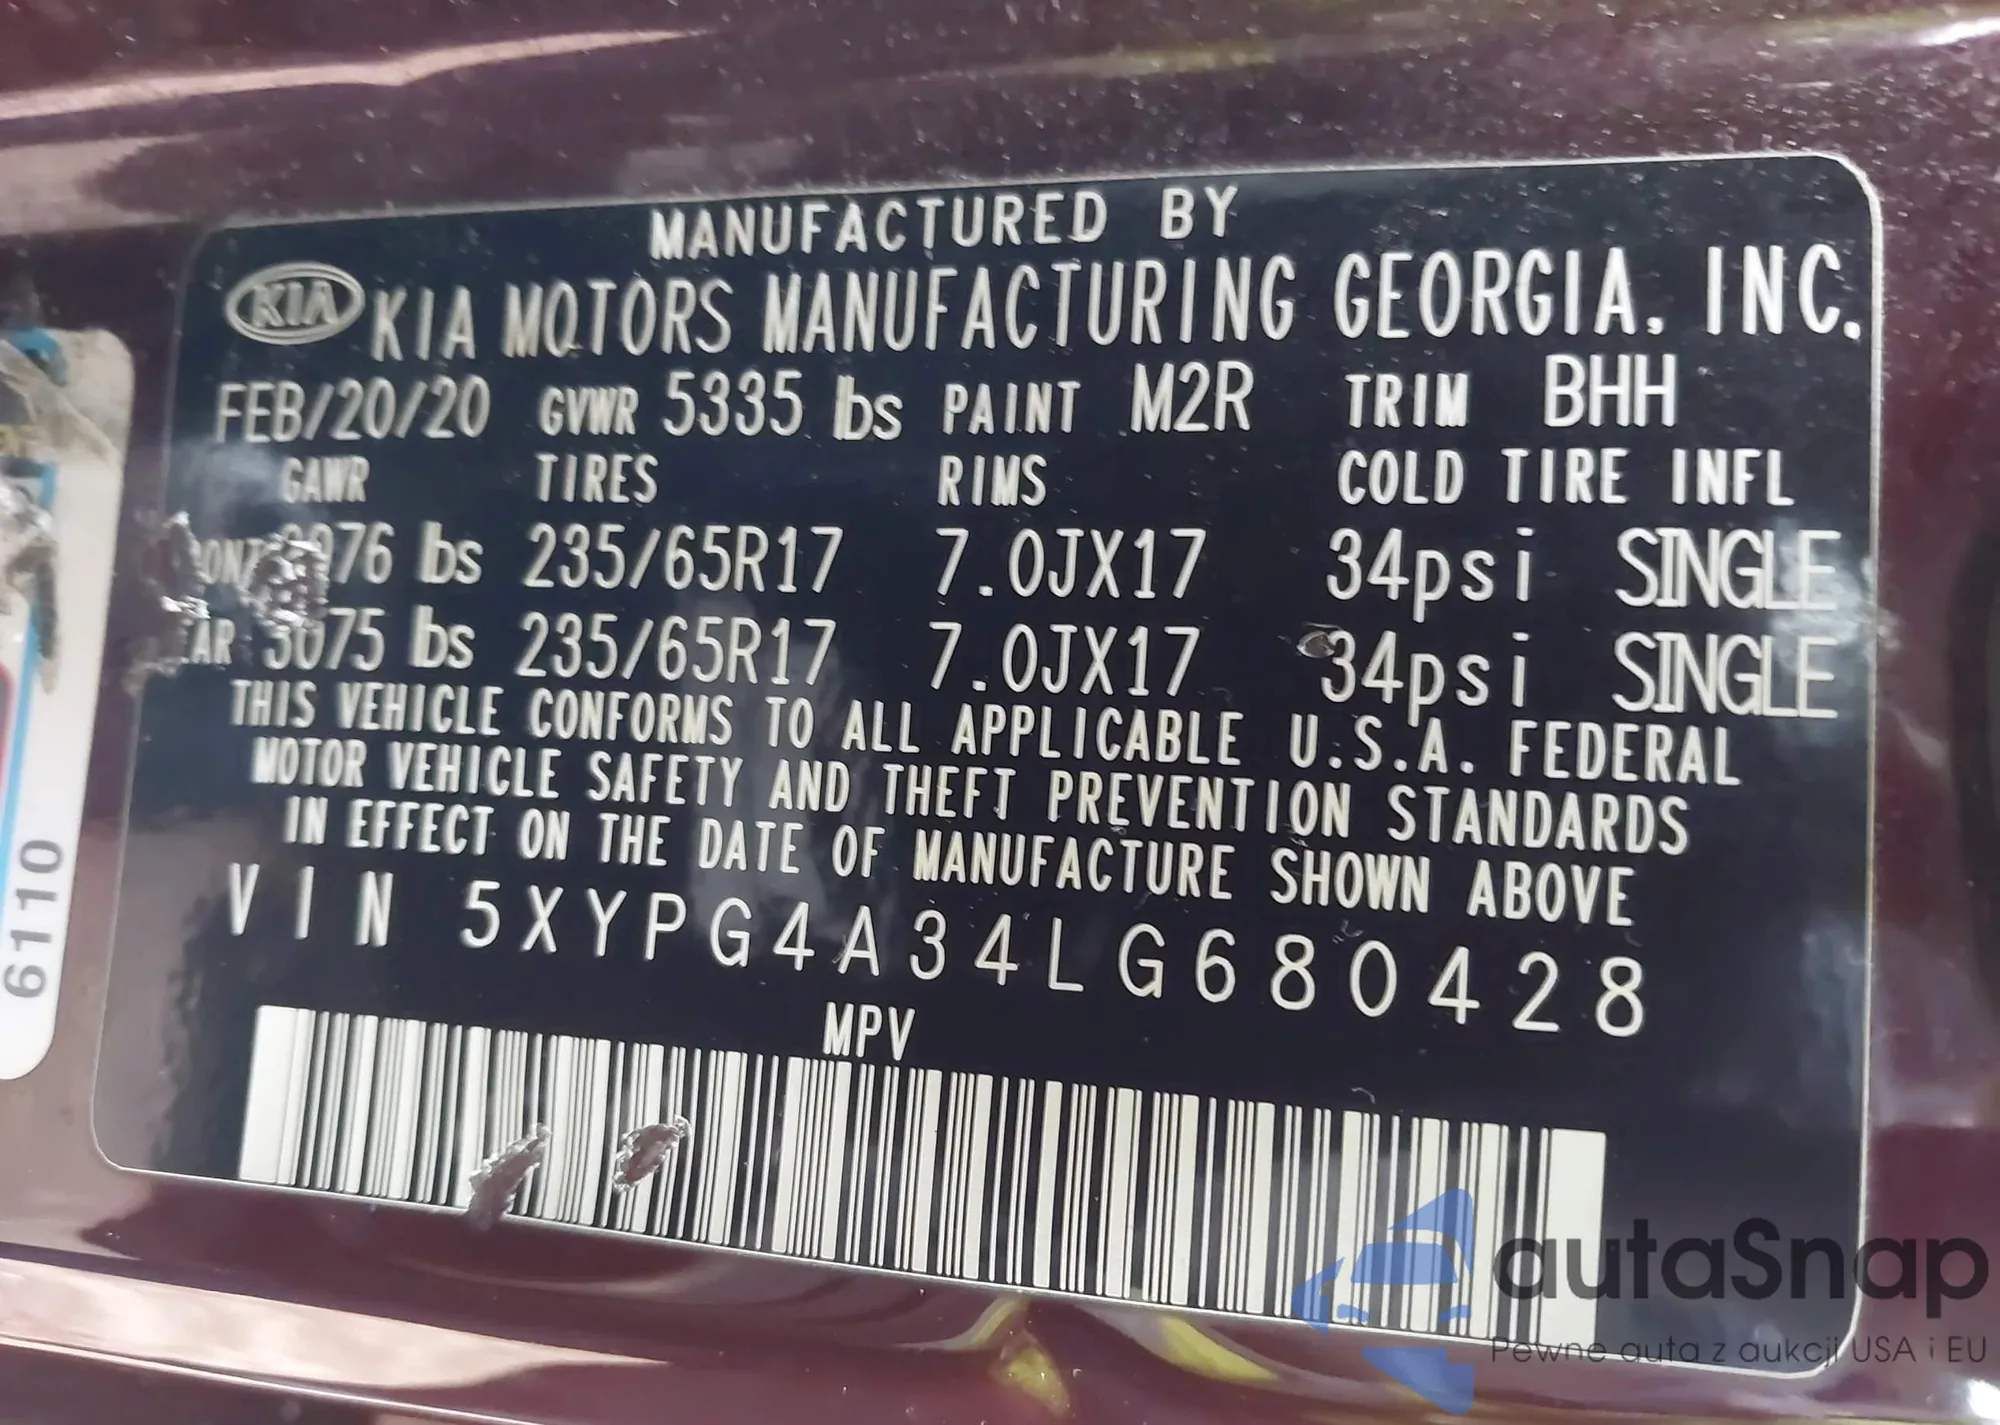 MANUFACTURED BY
KIA KIA MOTORS MANUFACTURING GEORGIA, INC.
FEB/20/20 GVWR 5335 lbs PAINT M2R TRIM BHH
GAWR TIRES RIMS COLD TIRE INFL
lbs 235/65R17 7.0JX17 34psi SINGLE
3075 lbs 235/65R17 7.0JX17 34psi SINGLE
THIS VEHICLE CONFORMS TO ALL APPLICABLE U.S.A. FEDERAL
MOTOR VEHICLE SAFETY AND THEFT PREVENTION STANDARDS
IN EFFECT ON THE DATE OF MANUFACTURE SHOWN ABOVE
VIN 5XYPG4A34LG680428
MPV
6110
autaSnap
Pewne auta z aukcji USA i EU